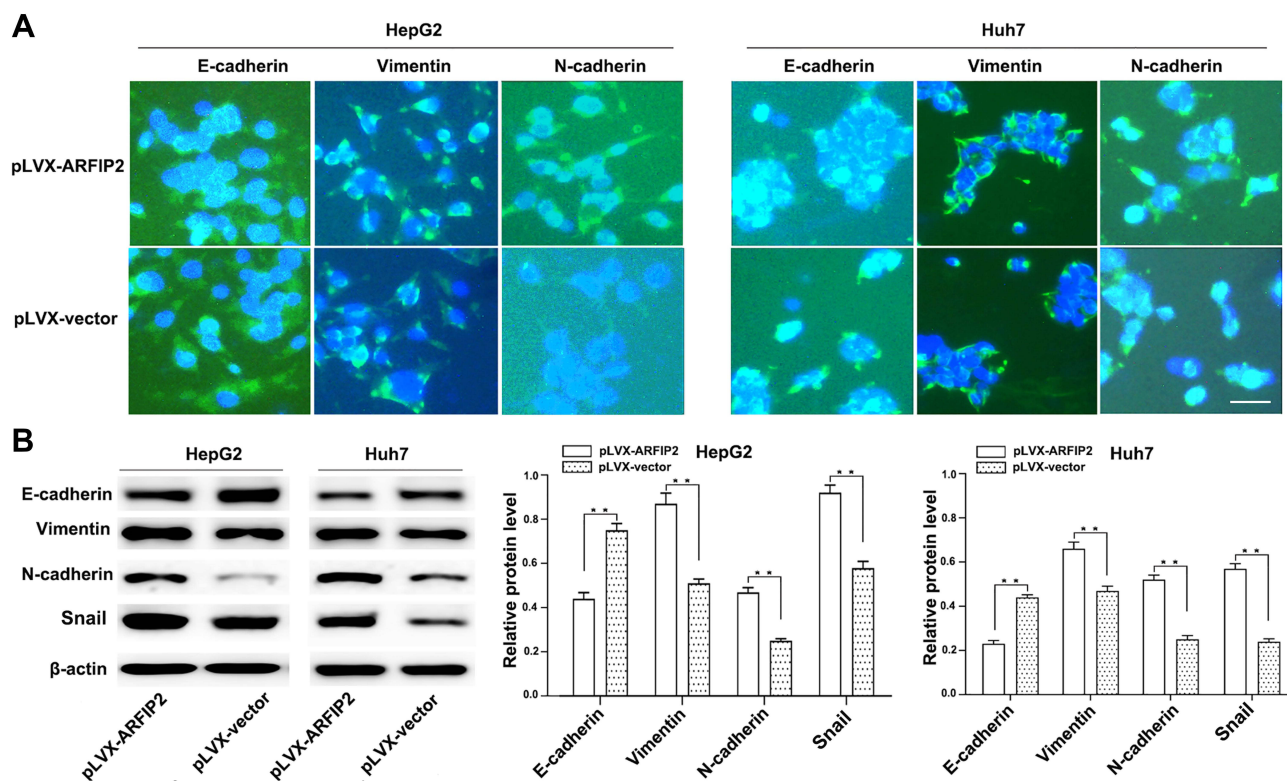 A
HepG2
Huh7
E-cadherin Vimentin N-cadherin
E-cadherin Vimentin N-cadherin
pLVX-ARFIP2
pLVX-vector
B
HepG2 Huh7
E-cadherin
Vimentin
N-cadherin
Snail
β-actin
pLVX-ARFIP2 pLVX-vector pLVX-ARFIP2 pLVX-vector
pLVX-ARFIP2
pLVX-vector
HepG2
Relative protein level
1.0
0.8
0.6
0.4
0.2
0.0
** ** ** **
E-cadherin Vimentin N-cadherin Snail
pLVX-ARFIP2
pLVX-vector
Huh7
Relative protein level
1.0
0.8
0.6
0.4
0.2
0.0
** ** ** **
E-cadherin Vimentin N-cadherin Snail